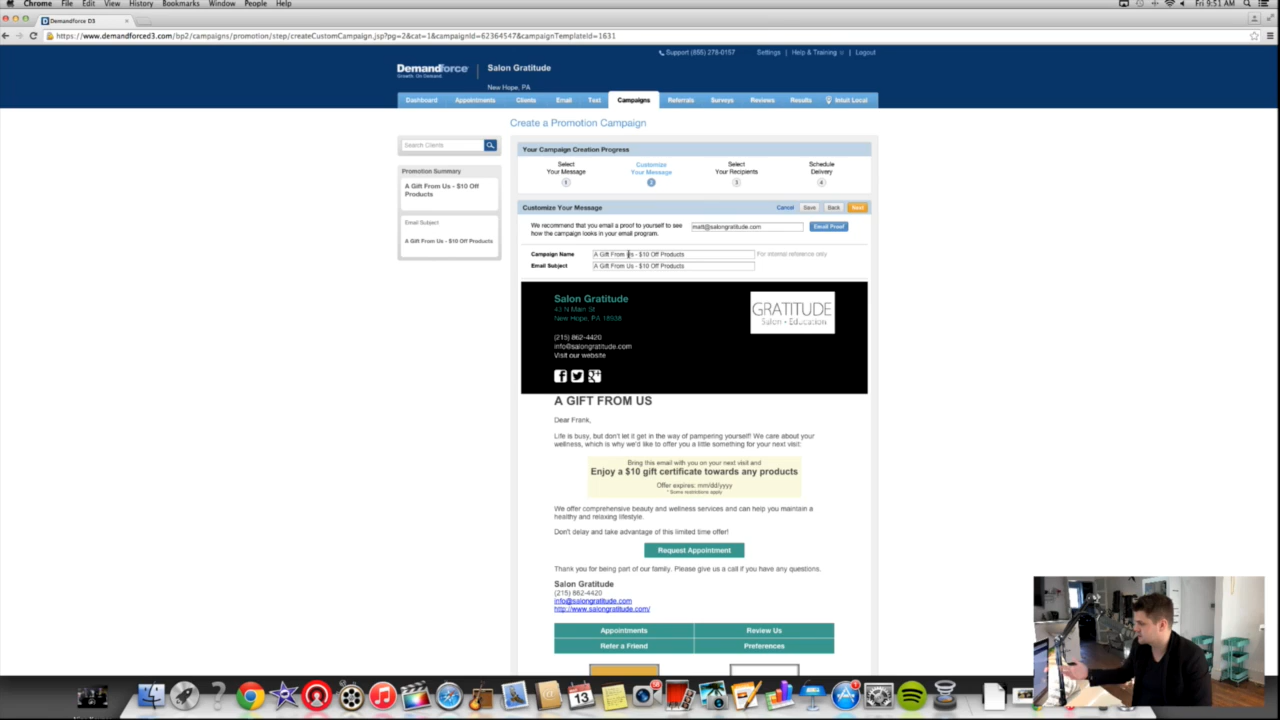 Chrome File Edit View History Bookmarks Window People Help
Fri 9:51 AM
Demandforce D3
https://www.demandforced3.com/bp2/campaigns/promotion/step/createCustomCampaign.jsp?pg=2&cat=1&campaignId=62364547&campaignTemplateId=1631
Support (855) 278-0157 Settings Help & Training Logout
Demandforce
Growth. On Demand.
Salon Gratitude
New Hope, PA
Dashboard Appointments Clients Email Text Campaigns Referrals Surveys Reviews Results Intuit Local
Create a Promotion Campaign
Search Clients
Promotion Summary
A Gift From Us - $10 Off
Products
Email Subject
A Gift From Us - $10 Off Products
Your Campaign Creation Progress
Select
Your Message
1
Customize
Your Message
2
Select
Your Recipients
3
Schedule
Delivery
4
Customize Your Message
Cancel Save Back Next
We recommend that you email a proof to yourself to see
how the campaign looks in your email program.
matt@salongratitude.com
Email Proof
Campaign Name A Gift From Us - $10 Off Products For internal reference only
Email Subject A Gift From Us - $10 Off Products
Salon Gratitude
43 N Main St
New Hope, PA 18938
(215) 862-4420
info@salongratitude.com
Visit our website
GRATITUDE
Salon • Education
A GIFT FROM US
Dear Frank,
Life is busy, but don't let it get in the way of pampering yourself! We care about your
wellness, which is why we'd like to offer you a little something for your next visit:
Bring this email with you on your next visit and
Enjoy a $10 gift certificate towards any products
Offer expires: mm/dd/yyyy
* Some restrictions apply
We offer comprehensive beauty and wellness services and can help you maintain a
healthy and relaxing lifestyle.
Don't delay and take advantage of this limited time offer!
Request Appointment
Thank you for being part of our family. Please give us a call if you have any questions.
Salon Gratitude
(215) 862-4420
info@salongratitude.com
http://www.salongratitude.com/
Appointments Review Us
Refer a Friend Preferences
13